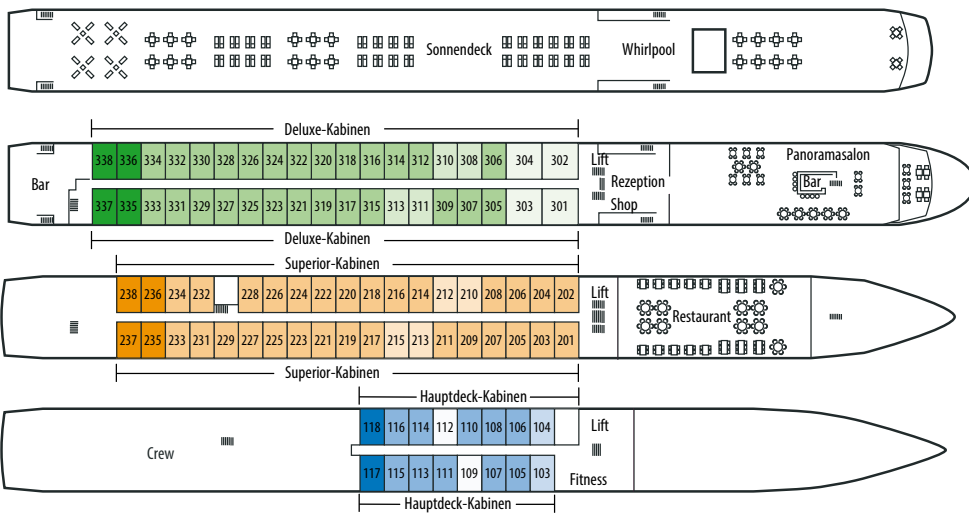 Sonnendeck
Whirlpool
Deluxe-Kabinen
338 336 334 332 330 328 326 324 322 320 318 316 314 312 310 308 306 304 302
Lift
Panoramasalon
Bar
Rezeption
Bar
Shop
337 335 333 331 329 327 325 323 321 319 317 315 313 311 309 307 305 303 301
Deluxe-Kabinen
Superior-Kabinen
238 236 234 232 228 226 224 222 220 218 216 214 212 210 208 206 204 202
Lift
Restaurant
237 235 233 231 229 227 225 223 221 219 217 215 213 211 209 207 205 203 201
Superior-Kabinen
Hauptdeck-Kabinen
118 116 114 112 110 108 106 104
Lift
Crew
117 115 113 111 109 107 105 103
Fitness
Hauptdeck-Kabinen